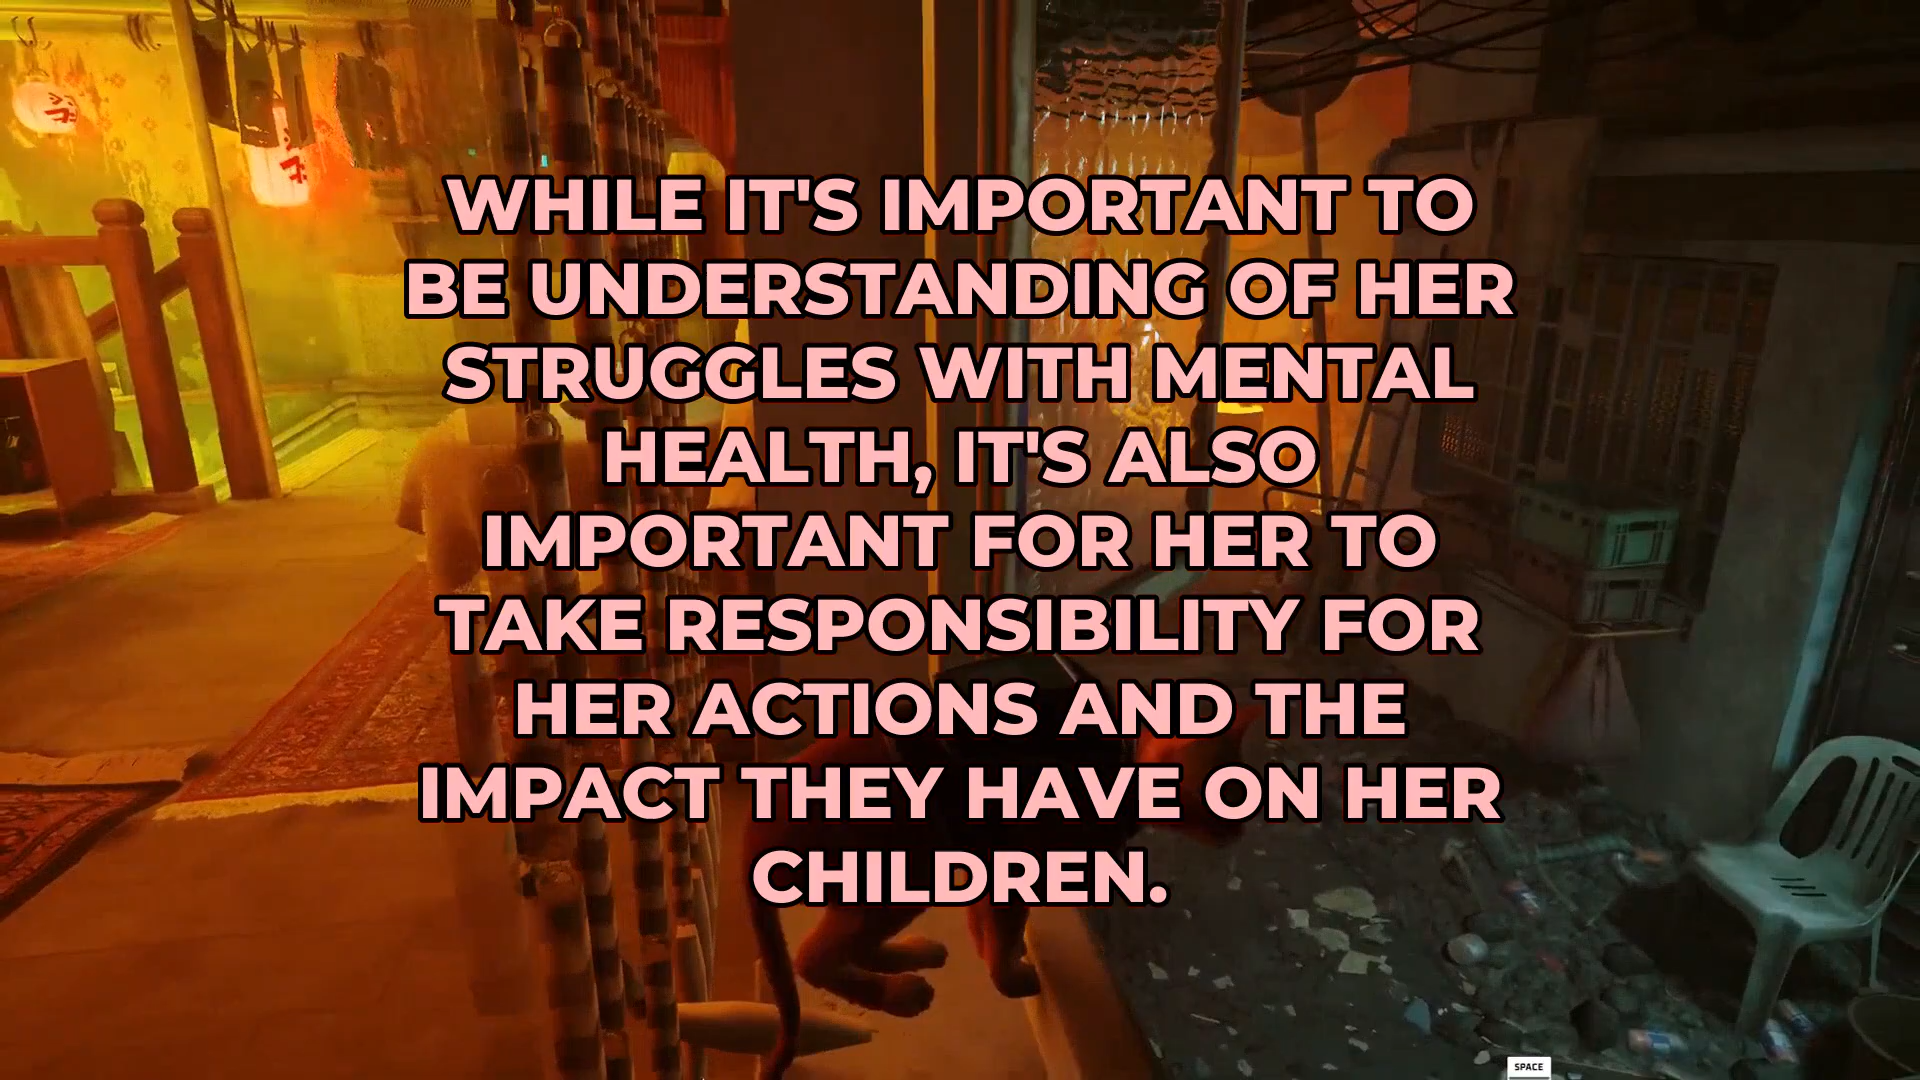 WHILE IT'S IMPORTANT TO
BE UNDERSTANDING OF HER
STRUGGLES WITH MENTAL
HEALTH, IT'S ALSO
IMPORTANT FOR HER TO
TAKE RESPONSIBILITY FOR
HER ACTIONS AND THE
IMPACT THEY HAVE ON HER
CHILDREN.
SPACE